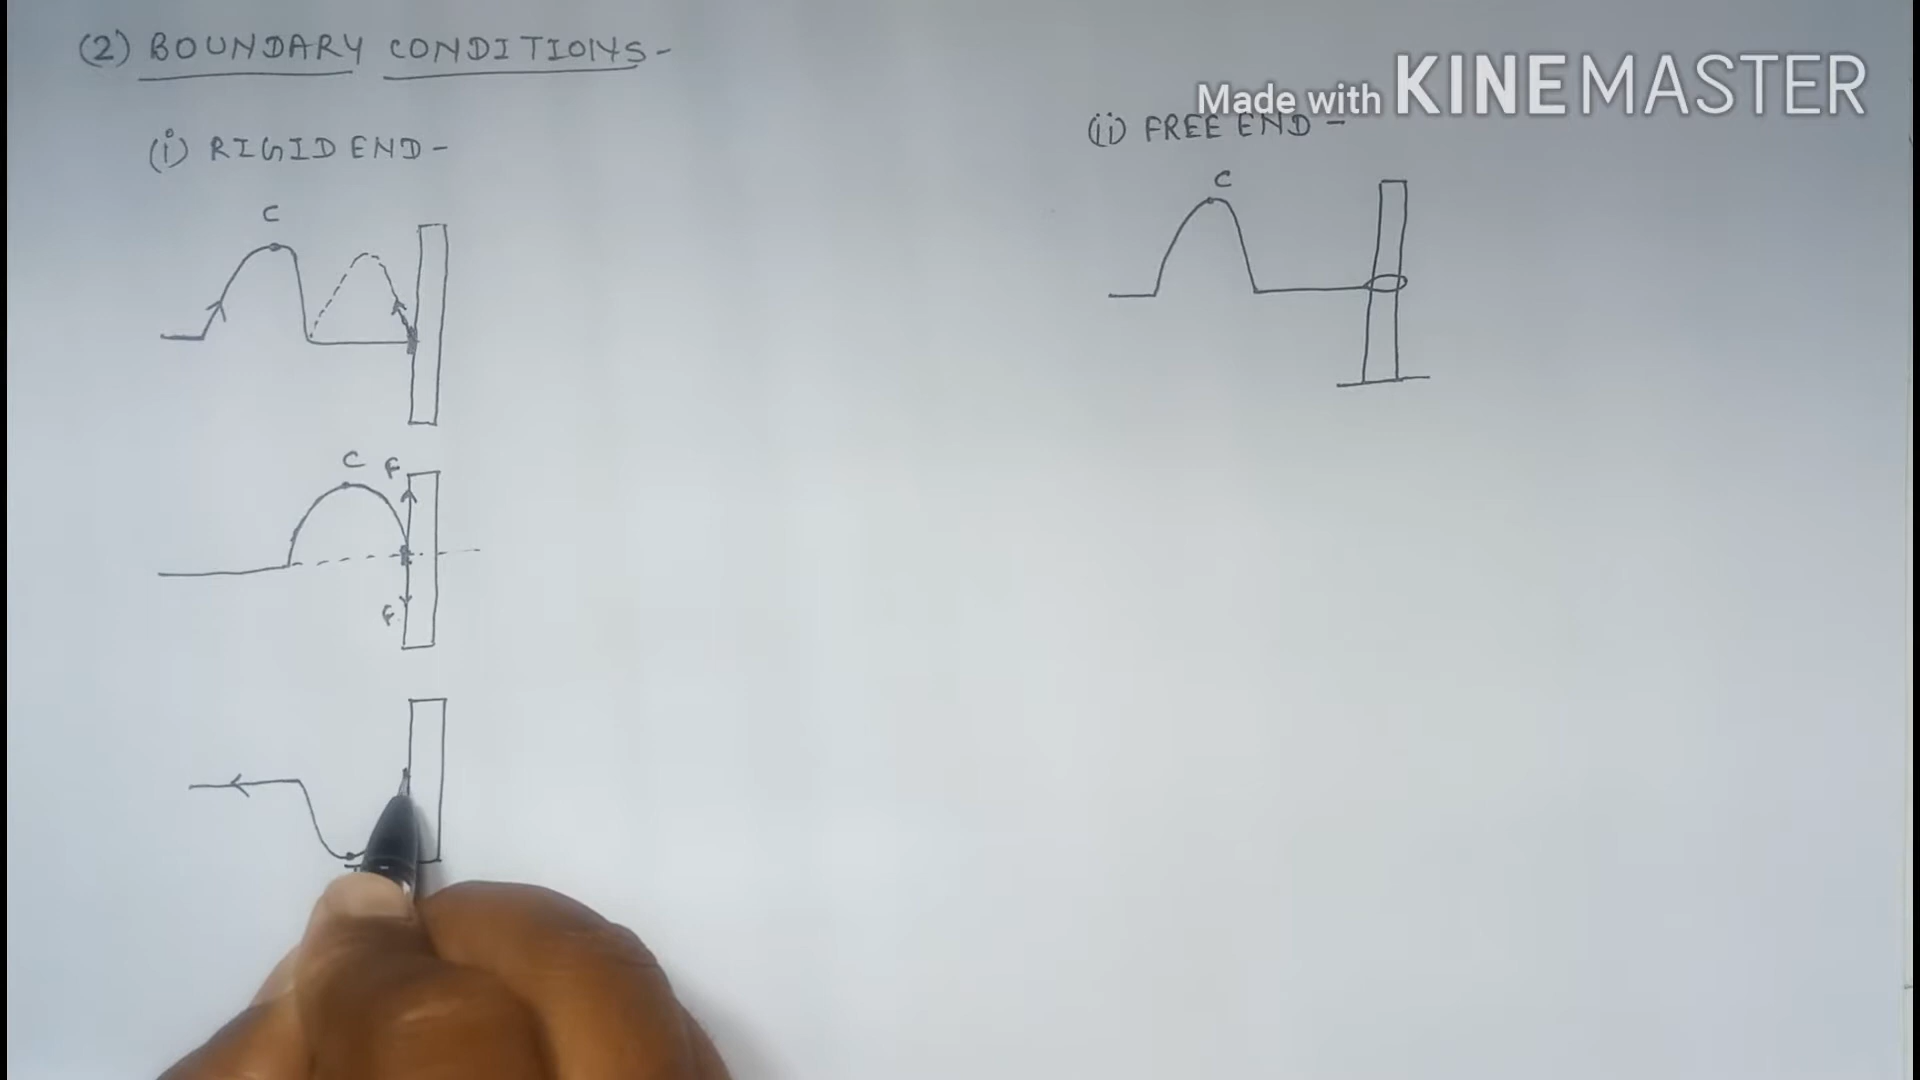 (2) BOUNDARY CONDITIONS-
Made with KINEMASTER
(i) RIGID END-
(ii) FREE END -
C
C
C F
F